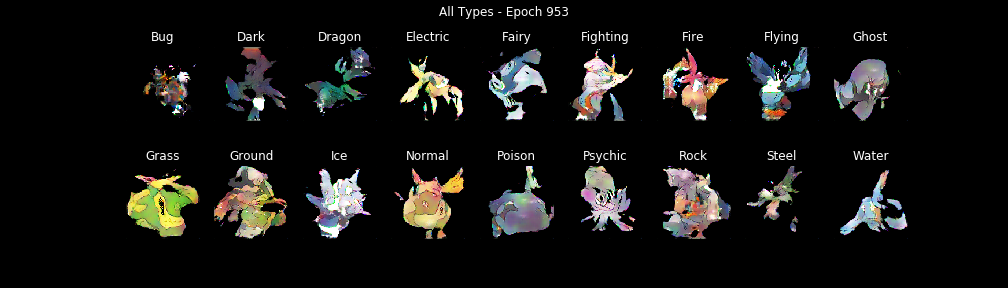 All Types - Epoch 953
Bug Dark Dragon Electric Fairy Fighting Fire Flying Ghost
Grass Ground Ice Normal Poison Psychic Rock Steel Water